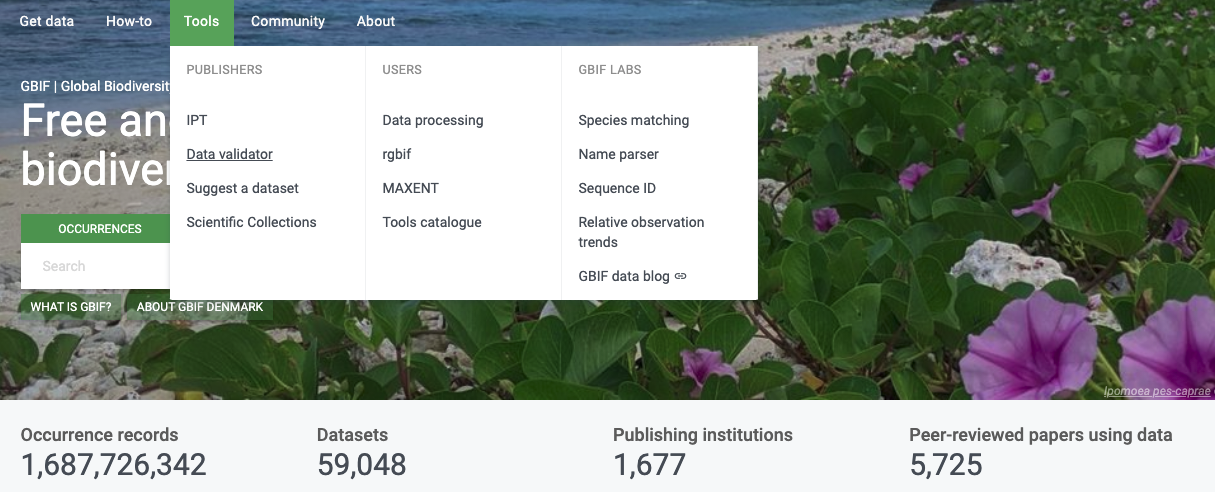 Get data How-to Tools Community About
PUBLISHERS USERS GBIF LABS
GBIF | Global Biodiversit
Free an
biodiver
IPT Data processing Species matching
Data validator rgbif Name parser
Suggest a dataset MAXENT Sequence ID
Scientific Collections Tools catalogue Relative observation
trends
OCCURRENCES
Search
GBIF data blog
WHAT IS GBIF? ABOUT GBIF DENMARK
Ipomoea pes-caprae
Occurrence records Datasets Publishing institutions Peer-reviewed papers using data
1,687,726,342 59,048 1,677 5,725